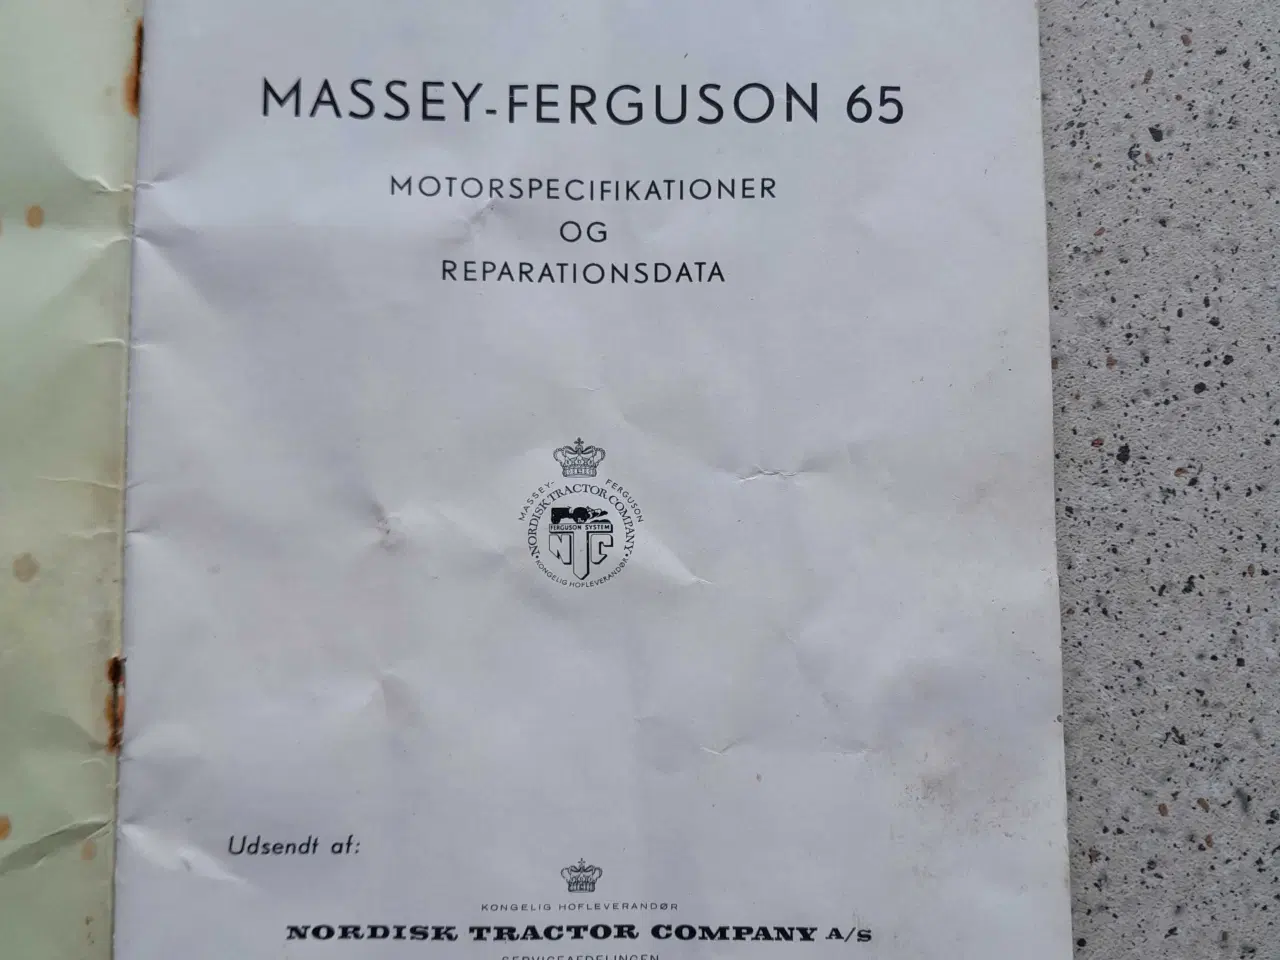 MASSEY-FERGUSON 65
MOTORSPECIFIKATIONER
OG
REPARATIONSDATA
MASSEY-FERGUSON
NORDISK TRACTOR COMPANY
FERGUSON SYSTEM
NTC
KONGELIG HOFLEVERANDØR
Udsendt af:
KONGELIG HOFLEVERANDØR
NORDISK TRACTOR COMPANY A/S
SERVICEAFDELINGEN